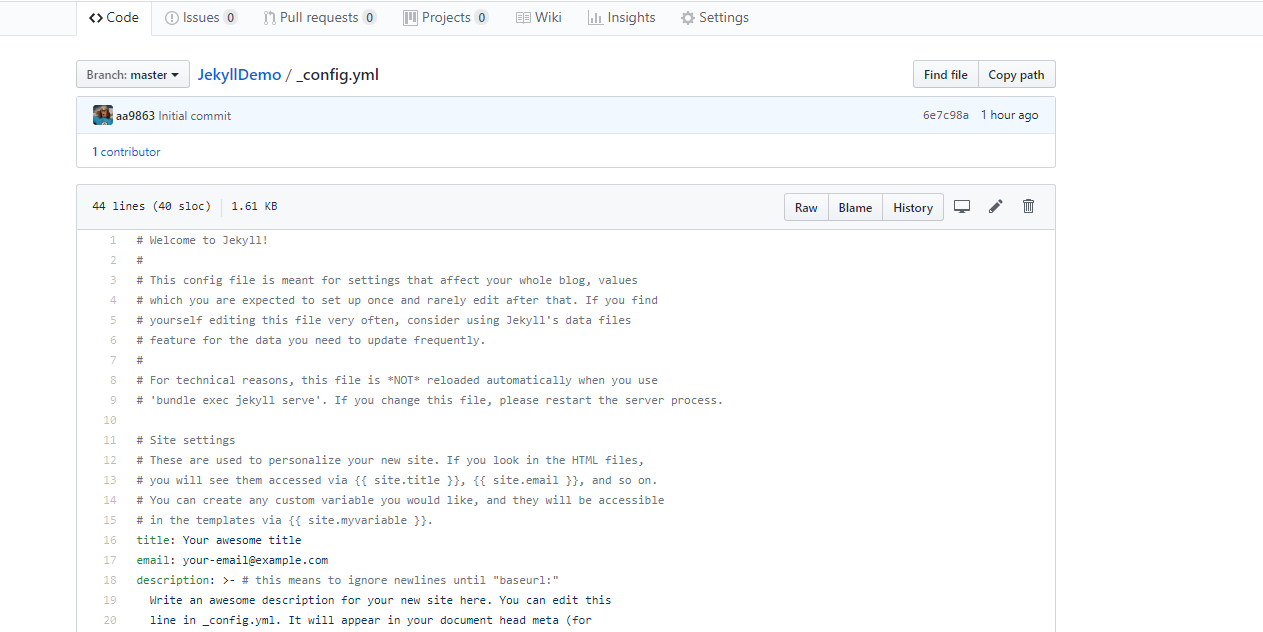 Code Issues 0 Pull requests 0 Projects 0 Wiki Insights Settings
Branch: master JekyllDemo / _config.yml Find file Copy path
aa9863 Initial commit 6e7c98a 1 hour ago
1 contributor
44 lines (40 sloc) 1.61 KB Raw Blame History
1 # Welcome to Jekyll!
2 #
3 # This config file is meant for settings that affect your whole blog, values
4 # which you are expected to set up once and rarely edit after that. If you find
5 # yourself editing this file very often, consider using Jekyll's data files
6 # feature for the data you need to update frequently.
7 #
8 # For technical reasons, this file is *NOT* reloaded automatically when you use
9 # 'bundle exec jekyll serve'. If you change this file, please restart the server process.
10
11 # Site settings
12 # These are used to personalize your new site. If you look in the HTML files,
13 # you will see them accessed via {{ site.title }}, {{ site.email }}, and so on.
14 # You can create any custom variable you would like, and they will be accessible
15 # in the templates via {{ site.myvariable }}.
16 title: Your awesome title
17 email: your-email@example.com
18 description: >- # this means to ignore newlines until "baseurl:"
19 Write an awesome description for your new site here. You can edit this
20 line in _config.yml. It will appear in your document head meta (for